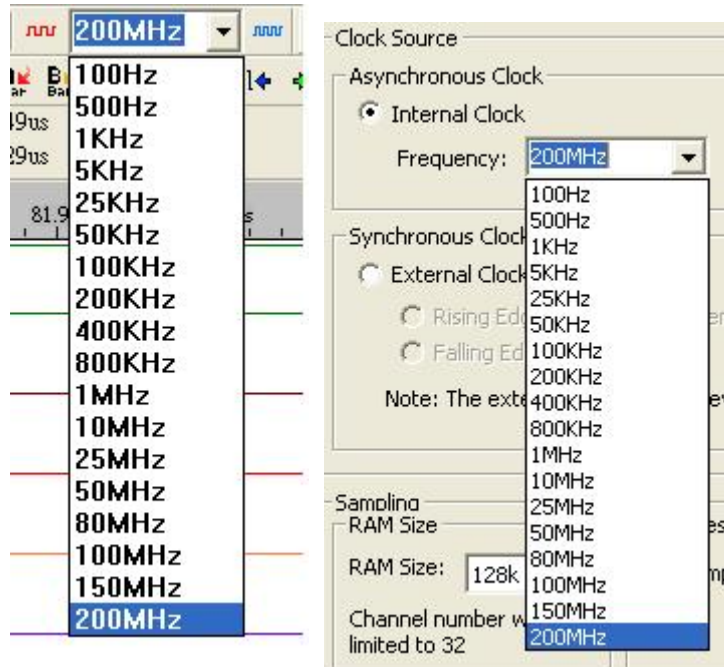 200MHz
100Hz
500Hz
1KHz
5KHz
25KHz
50KHz
100KHz
200KHz
400KHz
800KHz
1MHz
10MHz
25MHz
50MHz
80MHz
100MHz
150MHz
200MHz
81.9
Clock Source
Asynchronous Clock
Internal Clock
Frequency: 200MHz
100Hz
500Hz
1KHz
5KHz
25KHz
50KHz
100KHz
200KHz
400KHz
800KHz
1MHz
10MHz
25MHz
50MHz
80MHz
100MHz
150MHz
200MHz
Synchronous Clock
External Clock
Rising Ed
Falling Ed
Note: The exte
Sampling
RAM Size
RAM Size: 128k
Channel number w
limited to 32